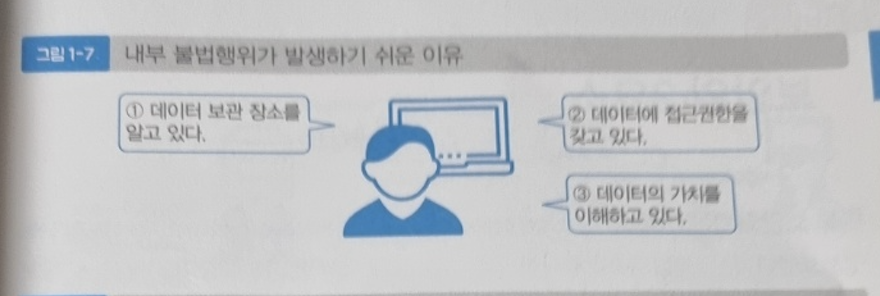 그림 1-7 내부 불법행위가 발생하기 쉬운 이유
① 데이터 보관 장소를
알고 있다.
② 데이터에 접근권한을
갖고 있다.
③ 데이터의 가치를
이해하고 있다.